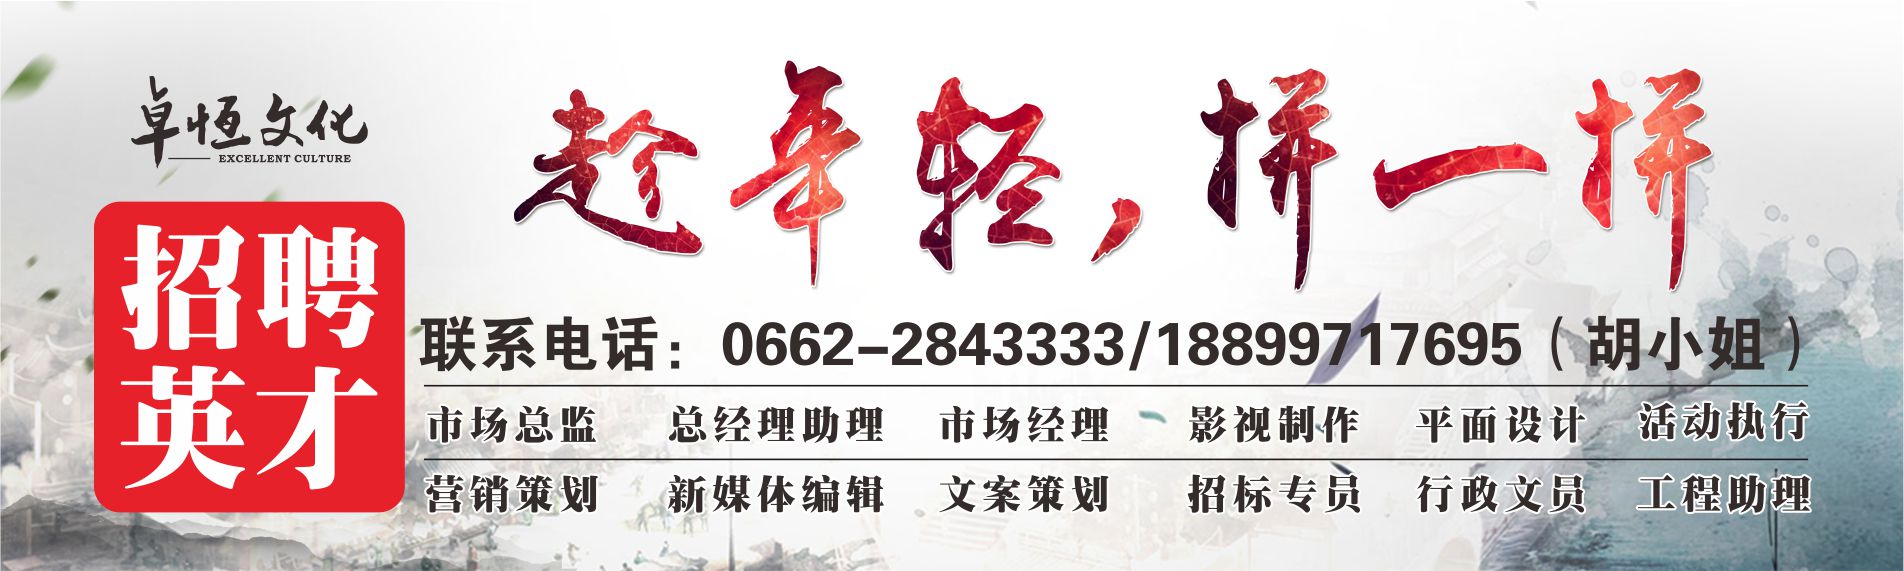 卓恒文化
EXCELLENT CULTURE
趁年轻，拼一拼
招聘
英才
联系电话：0662-2843333/18899717695（胡小姐）
市场总监 总经理助理 市场经理 影视制作 平面设计 活动执行
营销策划 新媒体编辑 文案策划 招标专员 行政文员 工程助理